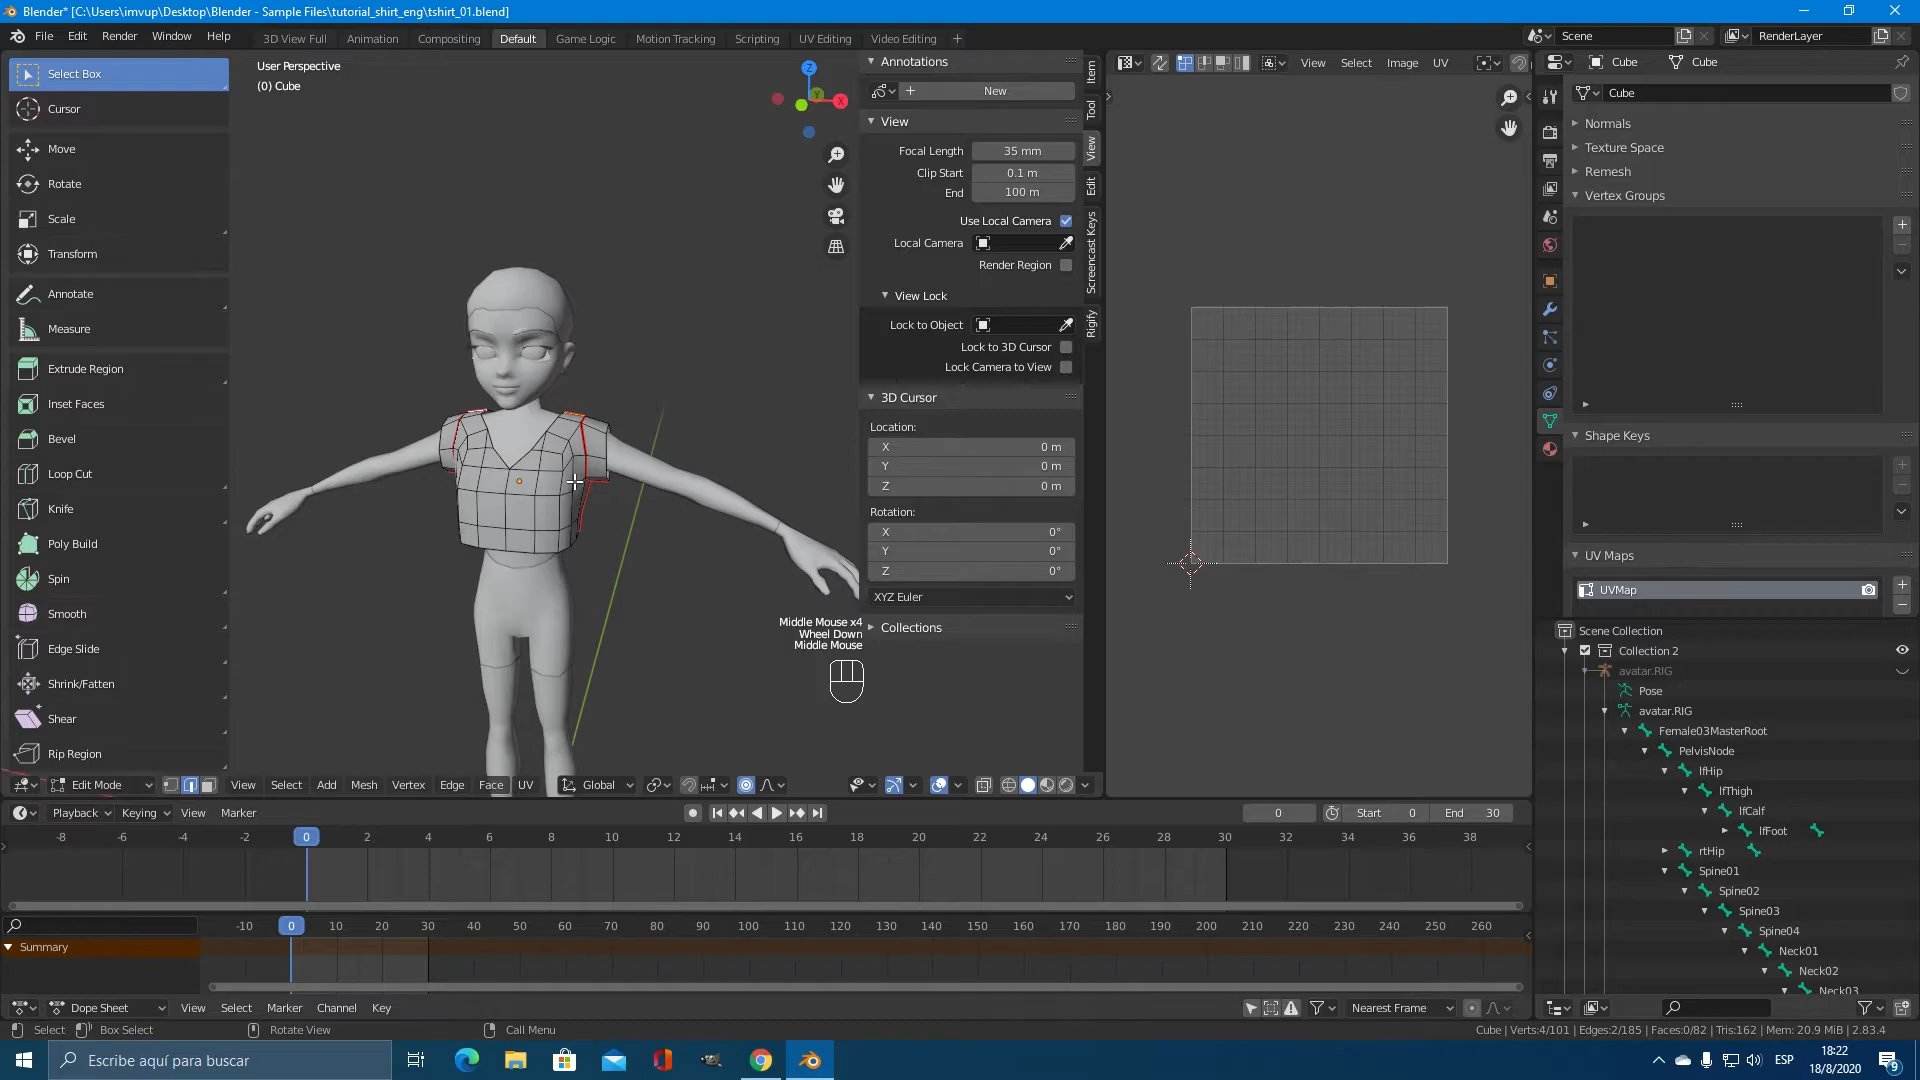 Blender* [C:\Users\imvup\Desktop\Blender - Sample Files\tutorial_shirt_eng\tshirt_01.blend]
File Edit Render Window Help 3D View Full Animation Compositing Default Game Logic Motion Tracking Scripting UV Editing Video Editing + Scene RenderLayer
Select Box
Cursor
Move
Rotate
Scale
Transform
Annotate
Measure
Extrude Region
Inset Faces
Bevel
Loop Cut
Knife
Poly Build
Spin
Smooth
Edge Slide
Shrink/Fatten
Shear
Rip Region
User Perspective
(0) Cube
Z
Y
X
Middle Mouse x4
Wheel Down
Middle Mouse
Annotations
New
View
Focal Length 35 mm
Clip Start 0.1 m
End 100 m
Use Local Camera
Local Camera
Render Region
View Lock
Lock to Object
Lock to 3D Cursor
Lock Camera to View
3D Cursor
Location:
X 0 m
Y 0 m
Z 0 m
Rotation:
X 0°
Y 0°
Z 0°
XYZ Euler
Collections
Item
Tool
View
Edit
Screencast Keys
Rigify
View Select Image UV
Cube Cube
Cube
Normals
Texture Space
Remesh
Vertex Groups
Shape Keys
UV Maps
UVMap
Scene Collection
Collection 2
avatar.RIG
Pose
avatar.RIG
Female03MasterRoot
PelvisNode
lfHip
lfThigh
lfCalf
lfFoot
rtHip
Spine01
Spine02
Spine03
Spine04
Neck01
Neck02
Neck03
Edit Mode View Select Add Mesh Vertex Edge Face UV Global
Playback Keying View Marker 0 Start 0 End 30
-8 -6 -4 -2 0 2 4 6 8 10 12 14 16 18 20 22 24 26 28 30 32 34 36 38
-10 0 10 20 30 40 50 60 70 80 90 100 110 120 130 140 150 160 170 180 190 200 210 220 230 240 250 260
Summary
Dope Sheet View Select Marker Channel Key Nearest Frame
Select Box Select Rotate View Call Menu Cube | Verts:4/101 | Edges:2/185 | Faces:0/82 | Tris:162 | Mem: 20.9 MiB | 2.83.4
Escribe aquí para buscar
ESP
18:22
18/8/2020
9